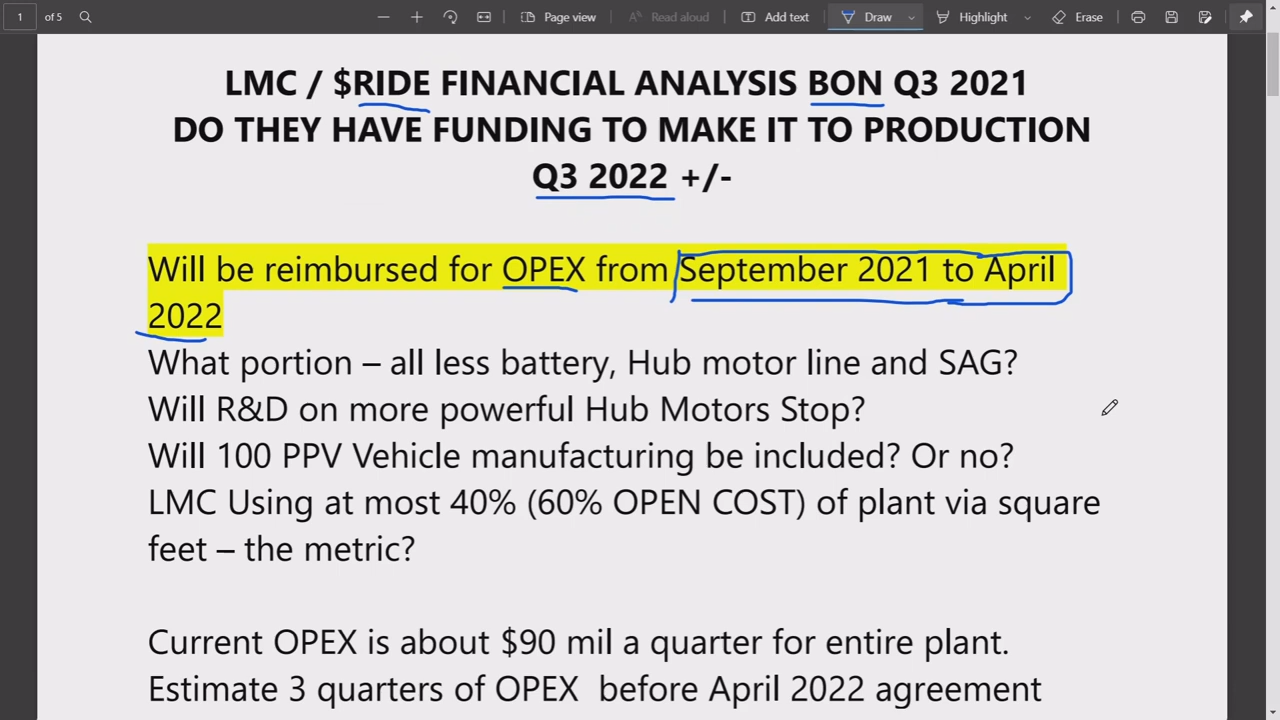 1 of 5 Page view Read aloud Add text Draw Highlight Erase
LMC / $RIDE FINANCIAL ANALYSIS BON Q3 2021
DO THEY HAVE FUNDING TO MAKE IT TO PRODUCTION
Q3 2022 +/-
Will be reimbursed for OPEX from September 2021 to April
2022
What portion – all less battery, Hub motor line and SAG?
Will R&D on more powerful Hub Motors Stop?
Will 100 PPV Vehicle manufacturing be included? Or no?
LMC Using at most 40% (60% OPEN COST) of plant via square
feet – the metric?
Current OPEX is about $90 mil a quarter for entire plant.
Estimate 3 quarters of OPEX before April 2022 agreement